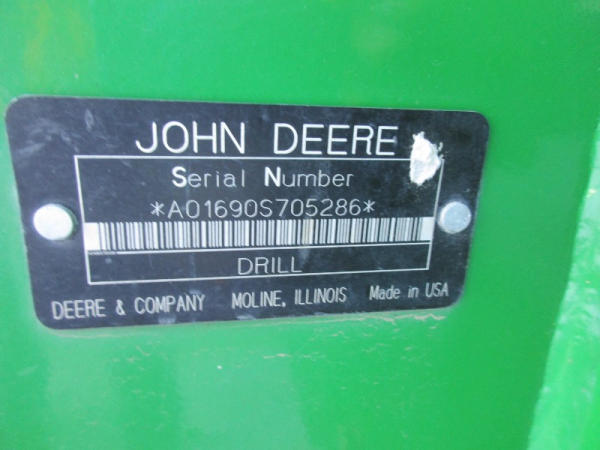 JOHN DEERE
Serial Number
*A01690S705286*
DRILL
DEERE & COMPANY MOLINE, ILLINOIS Made in USA